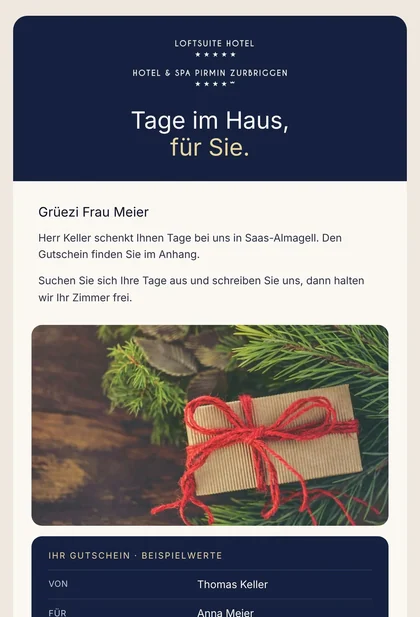 LOFTSUITE HOTEL
★★★★★
HOTEL & SPA PIRMIN ZURBRIGGEN
★★★★
Tage im Haus,
für Sie.
Grüezi Frau Meier
Herr Keller schenkt Ihnen Tage bei uns in Saas-Almagell. Den
Gutschein finden Sie im Anhang.
Suchen Sie sich Ihre Tage aus und schreiben Sie uns, dann halten
wir Ihr Zimmer frei.
IHR GUTSCHEIN · BEISPIELWERTE
VON Thomas Keller
FÜR Anna Meier